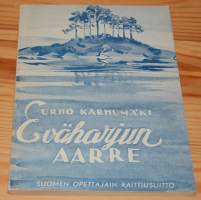 URHO KARHUMÄKI
Eväharjun
AARRE
SUOMEN OPETTAJAIN RAITTIUSLIITTO